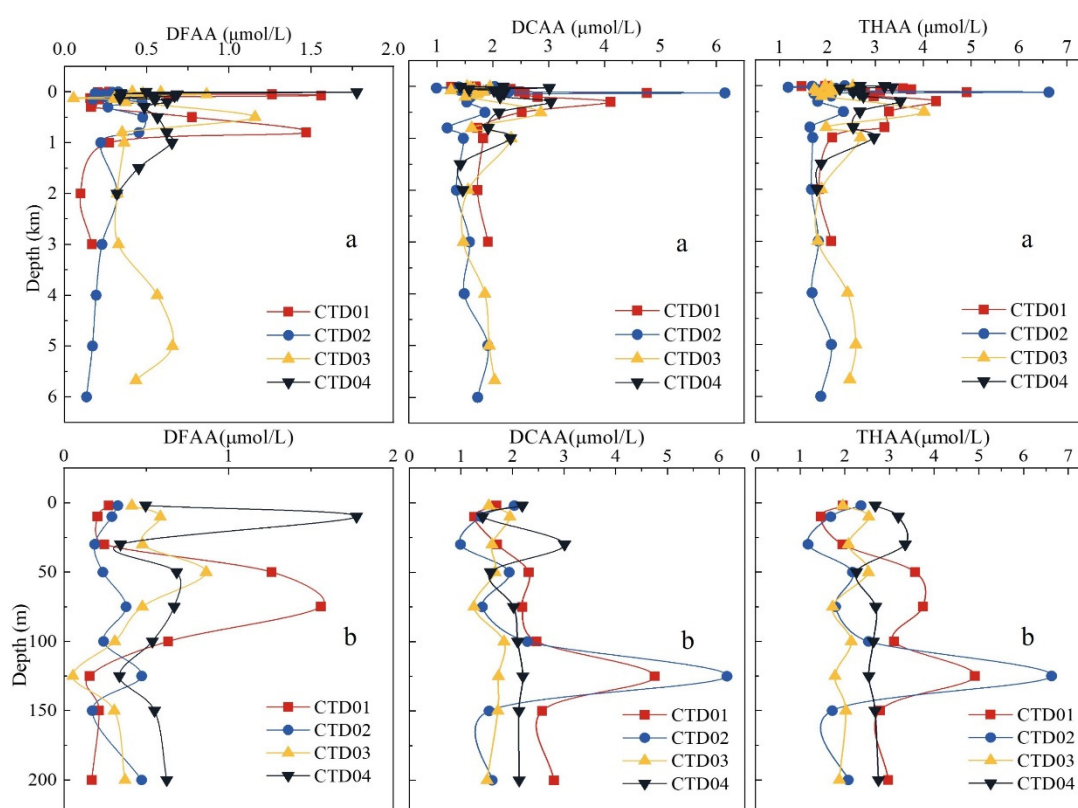 DFAA (μmol/L)
0.0 0.5 1.0 1.5 2.0
Depth (km)
0
1
2
3
4
5
6
a
CTD01
CTD02
CTD03
CTD04
DCAA (μmol/L)
1 2 3 4 5 6
a
CTD01
CTD02
CTD03
CTD04
THAA (μmol/L)
1 2 3 4 5 6 7
a
CTD01
CTD02
CTD03
CTD04
DFAA(μmol/L)
0 1 2
Depth (m)
0
50
100
150
200
b
CTD01
CTD02
CTD03
CTD04
DCAA(μmol/L)
0 1 2 3 4 5 6 7
b
CTD01
CTD02
CTD03
CTD04
THAA(μmol/L)
0 1 2 3 4 5 6 7
b
CTD01
CTD02
CTD03
CTD04